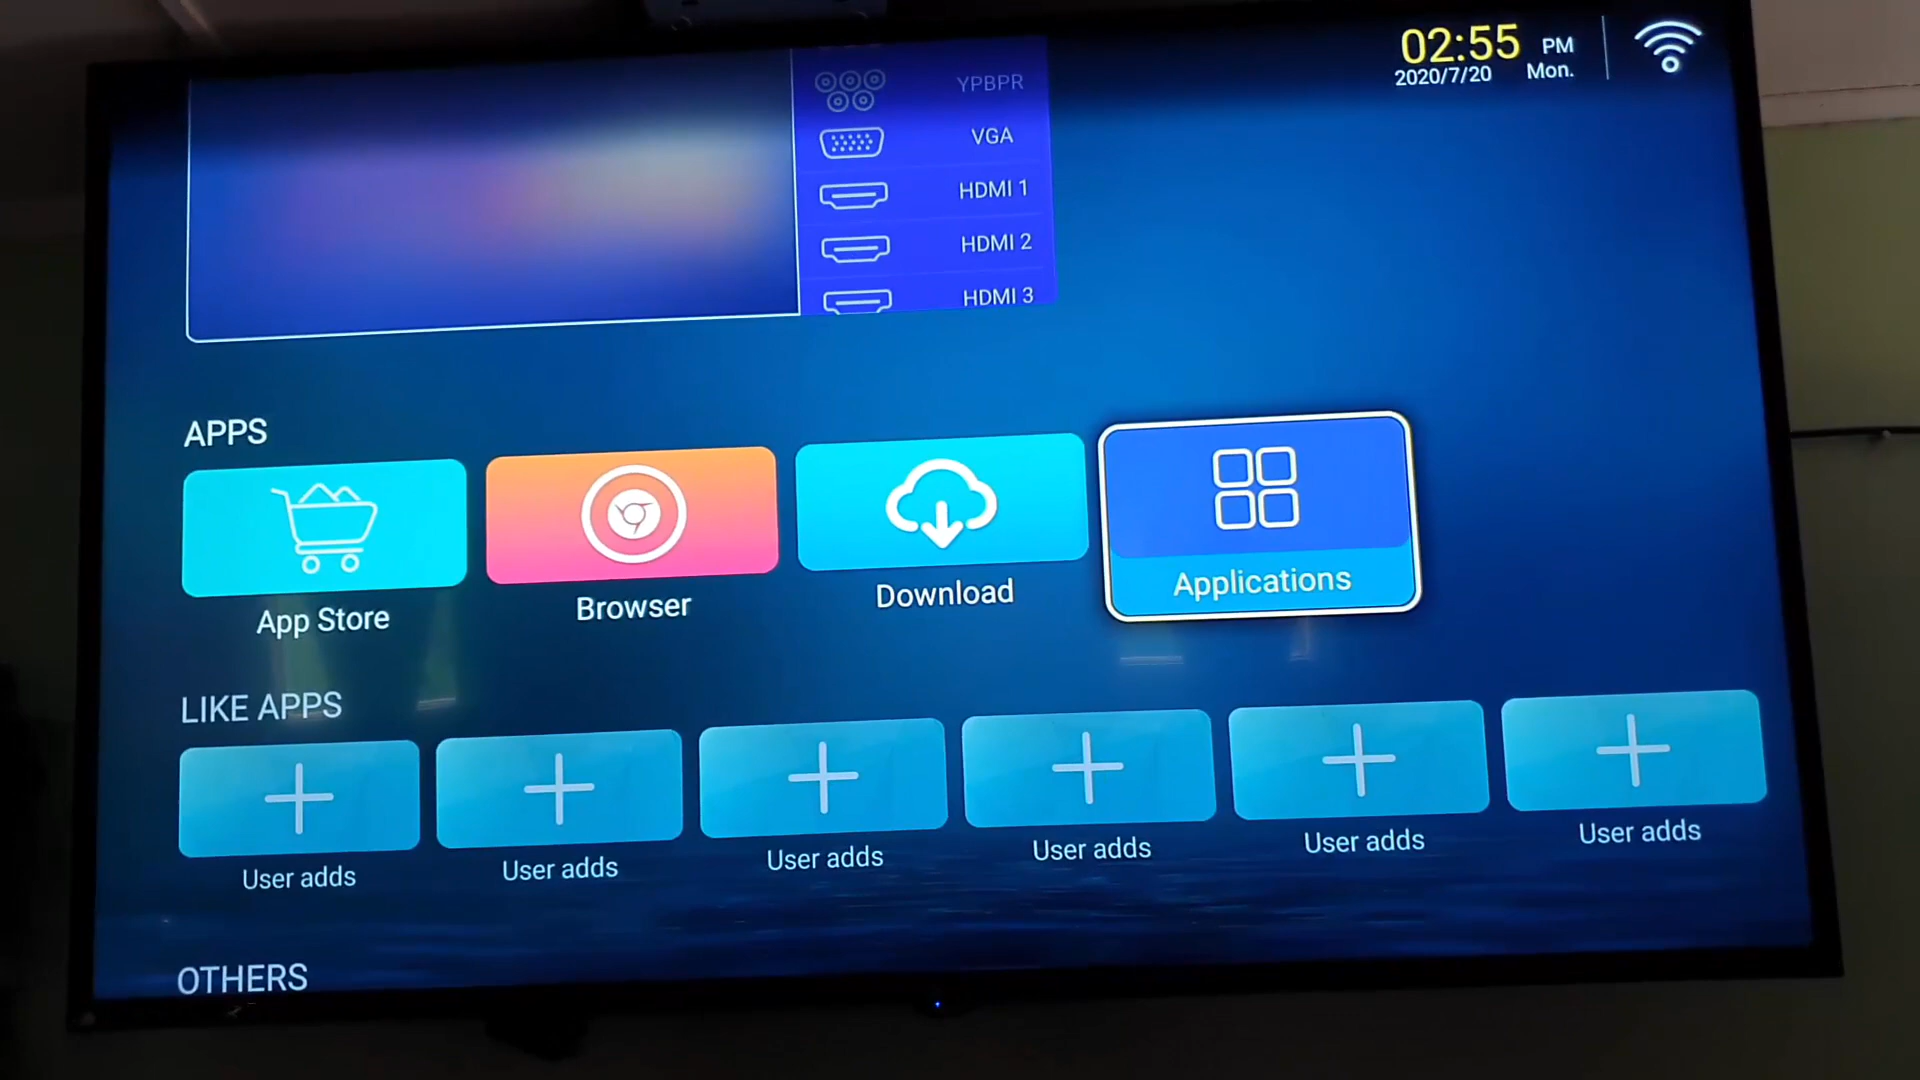 02:55 PM
2020/7/20 Mon.
YPBPR
VGA
HDMI 1
HDMI 2
HDMI 3
APPS
App Store
Browser
Download
Applications
LIKE APPS
User adds
User adds
User adds
User adds
User adds
User adds
OTHERS